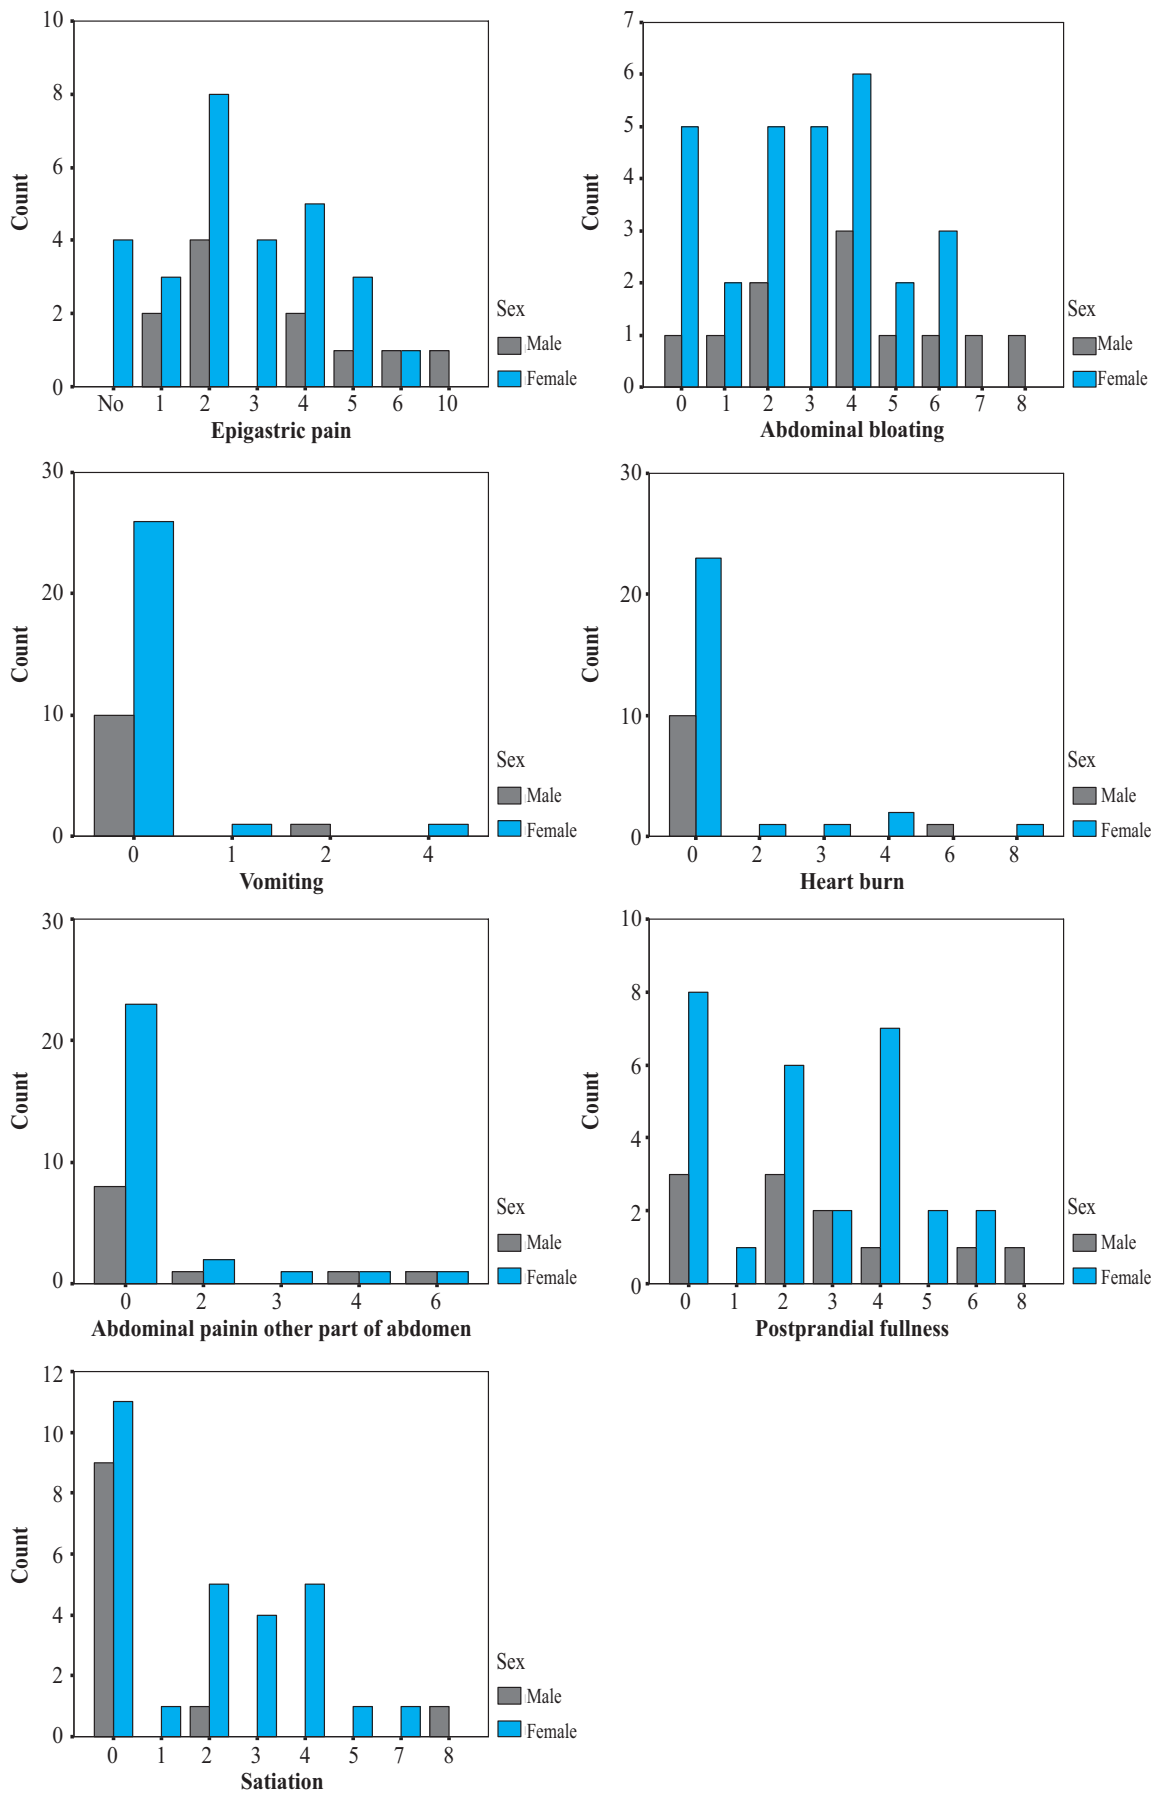 10
8
6
4
2
0
Count
No 1 2 3 4 5 6 10
Epigastric pain
Sex
Male
Female
7
6
5
4
3
2
1
0
Count
0 1 2 3 4 5 6 7 8
Abdominal bloating
Sex
Male
Female
30
20
10
0
Count
0 1 2 4
Vomiting
Sex
Male
Female
30
20
10
0
Count
0 2 3 4 6 8
Heart burn
Sex
Male
Female
30
20
10
0
Count
0 2 3 4 6
Abdominal painin other part of abdomen
Sex
Male
Female
10
8
6
4
2
0
Count
0 1 2 3 4 5 6 8
Postprandial fullness
Sex
Male
Female
12
10
8
6
4
2
0
Count
0 1 2 3 4 5 7 8
Satiation
Sex
Male
Female